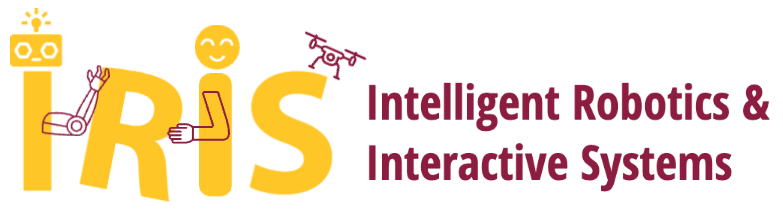 IRiS
Intelligent Robotics &
Interactive Systems